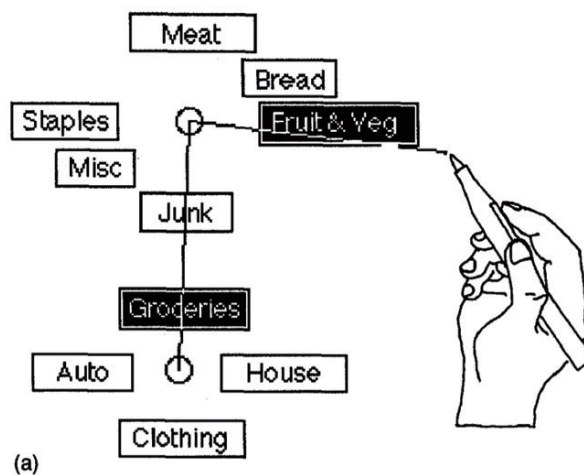 Meat
Bread
Staples
Fruit & Veg
Misc
Junk
Groceries
Auto
House
Clothing
(a)